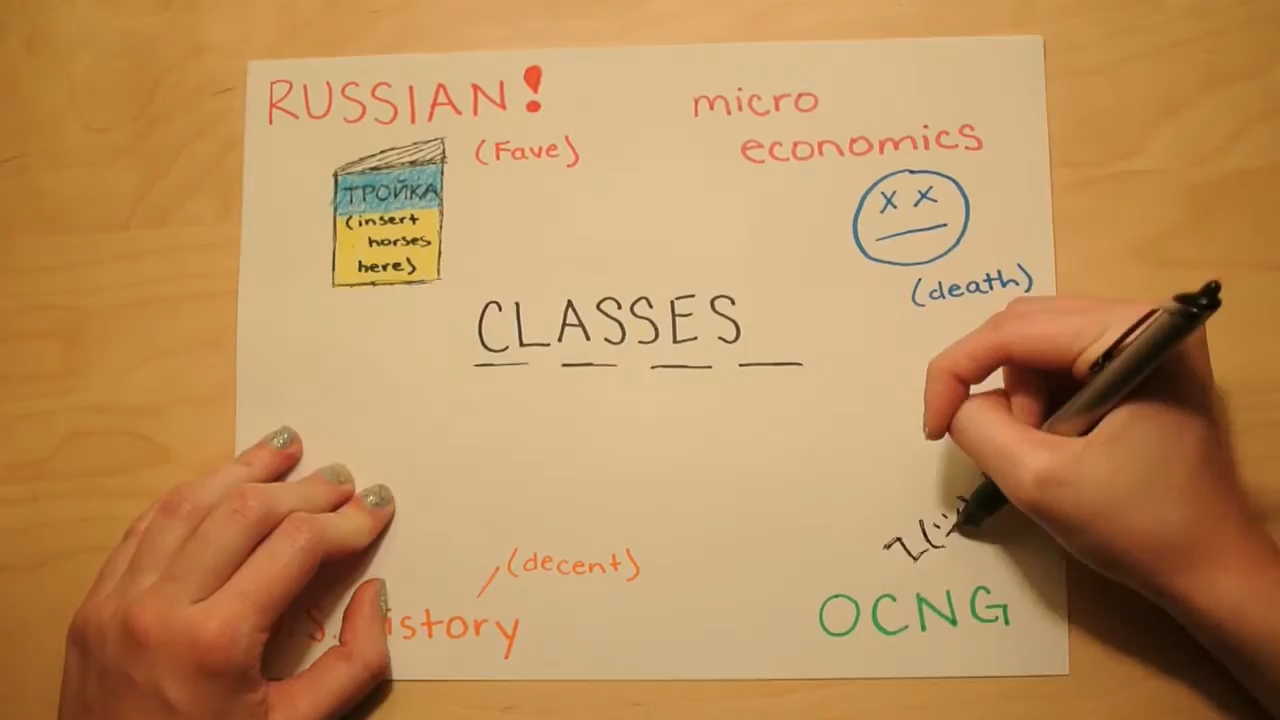 RUSSIAN!
(Fave)
ТРОЙКА
(insert
horses
here)
micro
economics
(death)
CLASSES
(decent)
istory
OCNG